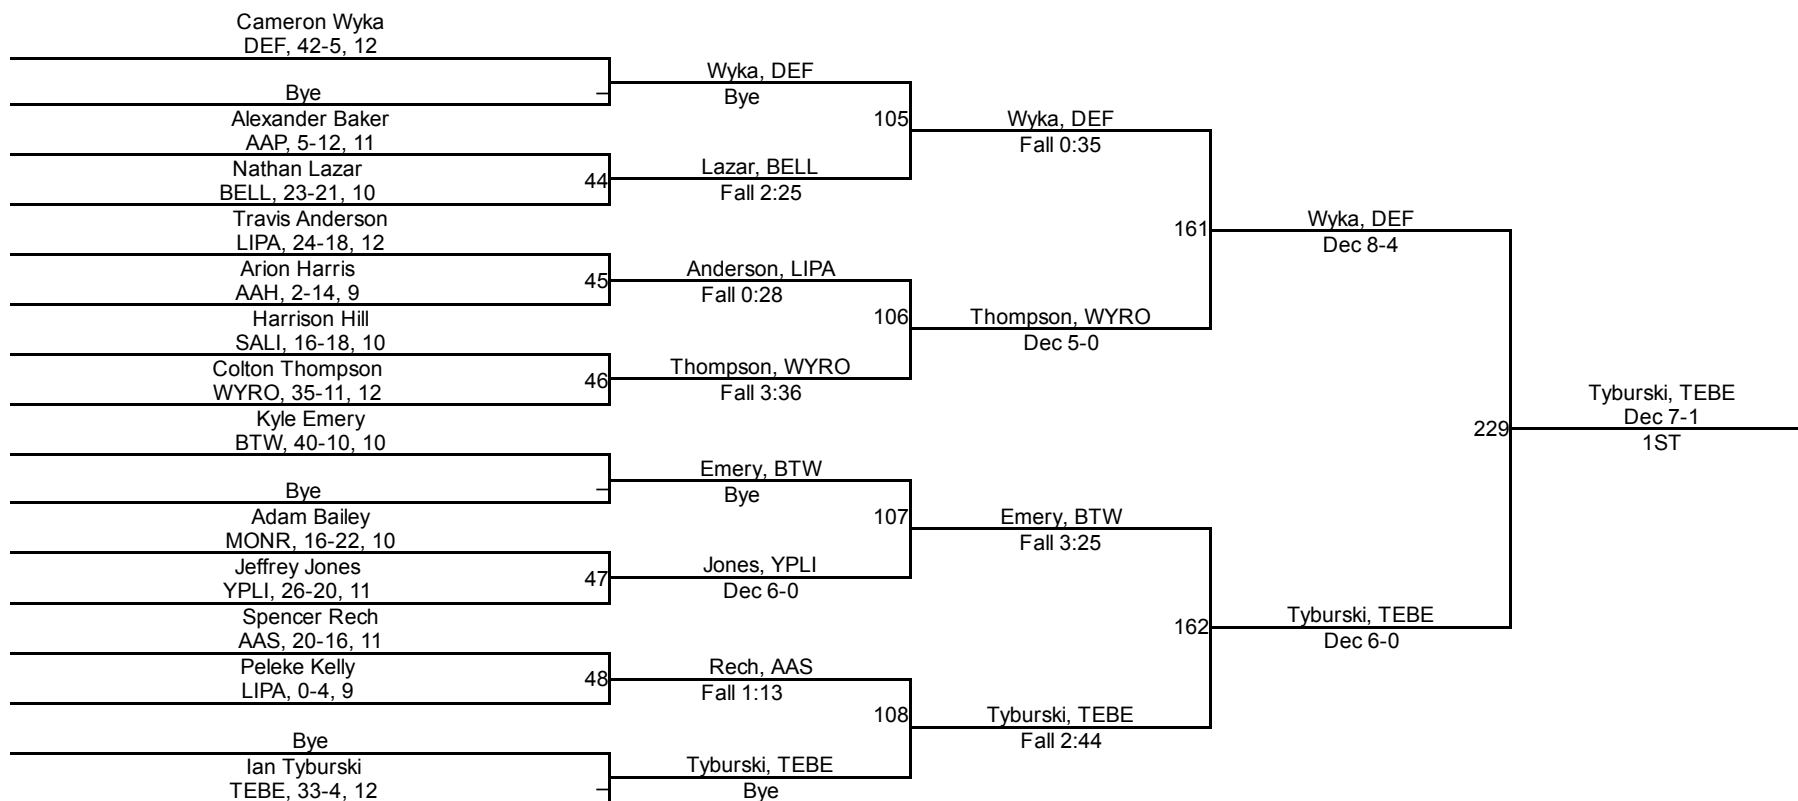 Cameron Wyka
DEF, 42-5, 12
Bye
Alexander Baker
AAP, 5-12, 11
Nathan Lazar
BELL, 23-21, 10
Travis Anderson
LIPA, 24-18, 12
Arion Harris
AAH, 2-14, 9
Harrison Hill
SALI, 16-18, 10
Colton Thompson
WYRO, 35-11, 12
Kyle Emery
BTW, 40-10, 10
Bye
Adam Bailey
MONR, 16-22, 10
Jeffrey Jones
YPLI, 26-20, 11
Spencer Rech
AAS, 20-16, 11
Peleke Kelly
LIPA, 0-4, 9
Bye
Ian Tyburski
TEBE, 33-4, 12
44
45
46
47
48
Wyka, DEF
Bye
Lazar, BELL
Fall 2:25
Anderson, LIPA
Fall 0:28
Thompson, WYRO
Fall 3:36
Emery, BTW
Bye
Jones, YPLI
Dec 6-0
Rech, AAS
Fall 1:13
Tyburski, TEBE
Bye
105
106
107
108
Wyka, DEF
Fall 0:35
Thompson, WYRO
Dec 5-0
Emery, BTW
Fall 3:25
Tyburski, TEBE
Fall 2:44
161
162
Wyka, DEF
Dec 8-4
Tyburski, TEBE
Dec 6-0
229
Tyburski, TEBE
Dec 7-1
1ST